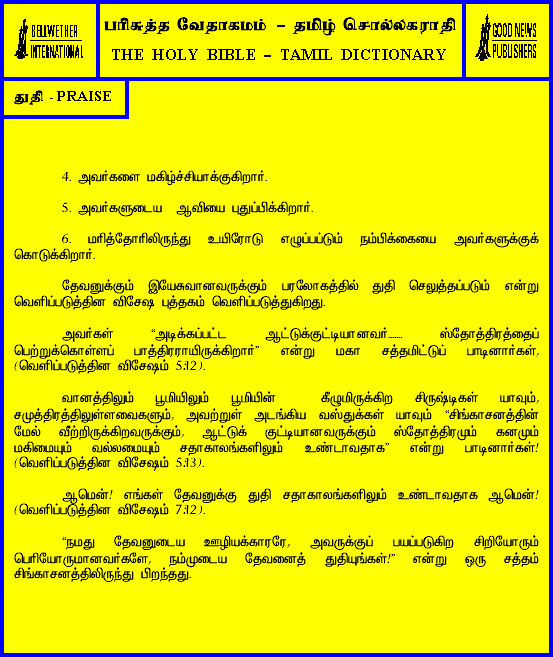 BELLWETHER
INTERNATIONAL
பரிசுத்த வேதாகமம் – தமிழ் சொல்லகராதி
THE HOLY BIBLE – TAMIL DICTIONARY
GOOD NEWS
PUBLISHERS
துதி - PRAISE
4. அவர்களை மகிழ்ச்சியாக்குகிறார்.
5. அவர்களுடைய ஆவியை புதுப்பிக்கிறார்.
6. மரித்தோரிலிருந்து உயிரோடு எழுப்பப்படும் நம்பிக்கையை அவர்களுக்குக்
கொடுக்கிறார்.
தேவனுக்கும் இயேசுவானவருக்கும் பரலோகத்தில் துதி செலுத்தப்படும் என்று
வெளிப்படுத்தின விசேஷ புத்தகம் வெளிப்படுத்துகிறது.
அவர்கள் “அடிக்கப்பட்ட ஆட்டுக்குட்டியானவர்....... ஸ்தோத்திரத்தைப்
பெற்றுக்கொள்ளப் பாத்திரராயிருக்கிறார்” என்று மகா சத்தமிட்டுப் பாடினார்கள்,
(வெளிப்படுத்தின விசேஷம் 5:12).
வானத்திலும் பூமியிலும் பூமியின் கீழுமிருக்கிற சிருஷ்டிகள் யாவும்,
சமுத்திரத்திலுள்ளவைகளும், அவற்றுள் அடங்கிய வஸ்துக்கள் யாவும் “சிங்காசனத்தின்
மேல் வீற்றிருக்கிறவருக்கும், ஆட்டுக் குட்டியானவருக்கும் ஸ்தோத்திரமும் கனமும்
மகிமையும் வல்லமையும் சதாகாலங்களிலும் உண்டாவதாக” என்று பாடினார்கள்!
(வெளிப்படுத்தின விசேஷம் 5:13).
ஆமென்! எங்கள் தேவனுக்கு துதி சதாகாலங்களிலும் உண்டாவதாக ஆமென்!
(வெளிப்படுத்தின விசேஷம் 7:12).
“நமது தேவனுடைய ஊழியக்காரரே, அவருக்குப் பயப்படுகிற சிறியோரும்
பெரியோருமானவர்களே, நம்முடைய தேவனைத் துதியுங்கள்!” என்று ஒரு சத்தம்
சிங்காசனத்திலிருந்து பிறந்தது.